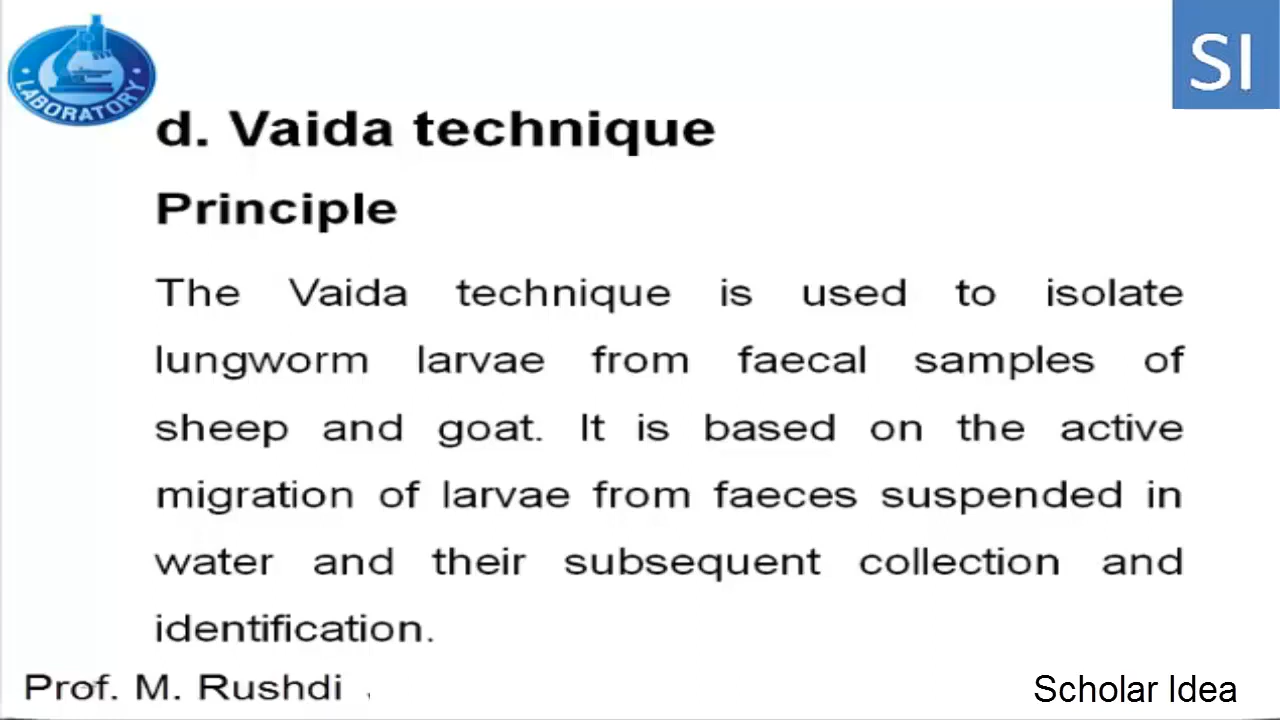 LABORATORY
SI
d. Vaida technique
Principle
The Vaida technique is used to isolate
lungworm larvae from faecal samples of
sheep and goat. It is based on the active
migration of larvae from faeces suspended in
water and their subsequent collection and
identification.
Prof. M. Rushdi
Scholar Idea